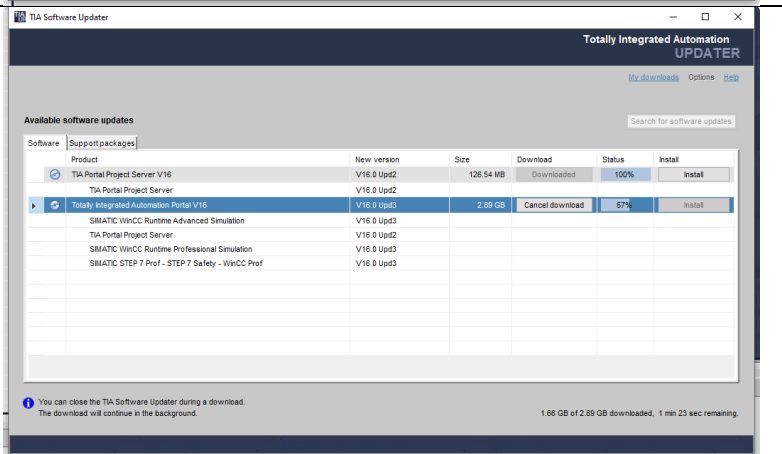 TIA Software Updater
Totally Integrated Automation
UPDATER
My downloads Options Help
Available software updates
Search for software updates
Software Support packages
Product New version Size Download Status Install
TIA Portal Project Server V16 V16.0 Upd2 126.54 MB Downloaded 100% Install
TIA Portal Project Server V16.0 Upd2
Totally Integrated Automation Portal V16 V16.0 Upd3 2.89 GB Cancel download 57% Install
SIMATIC WinCC Runtime Advanced Simulation V16.0 Upd3
TIA Portal Project Server V16.0 Upd2
SIMATIC WinCC Runtime Professional Simulation V16.0 Upd3
SIMATIC STEP 7 Prof - STEP 7 Safety - WinCC Prof V16.0 Upd3
You can close the TIA Software Updater during a download.
The download will continue in the background. 1.66 GB of 2.89 GB downloaded, 1 min 23 sec remaining.